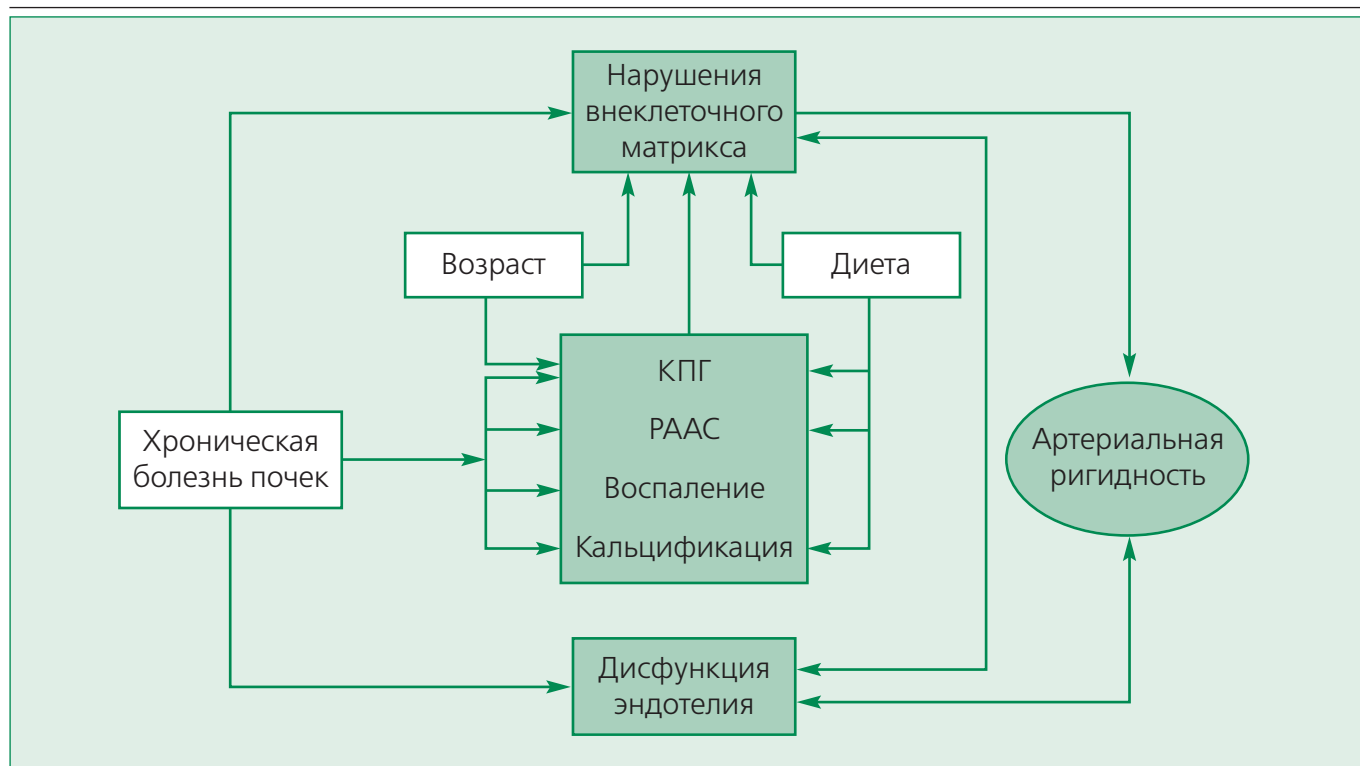 Нарушения
внеклеточного
матрикса
Возраст
Диета
КПГ
РААС
Воспаление
Кальцификация
Хроническая
болезнь почек
Артериальная
ригидность
Дисфункция
эндотелия